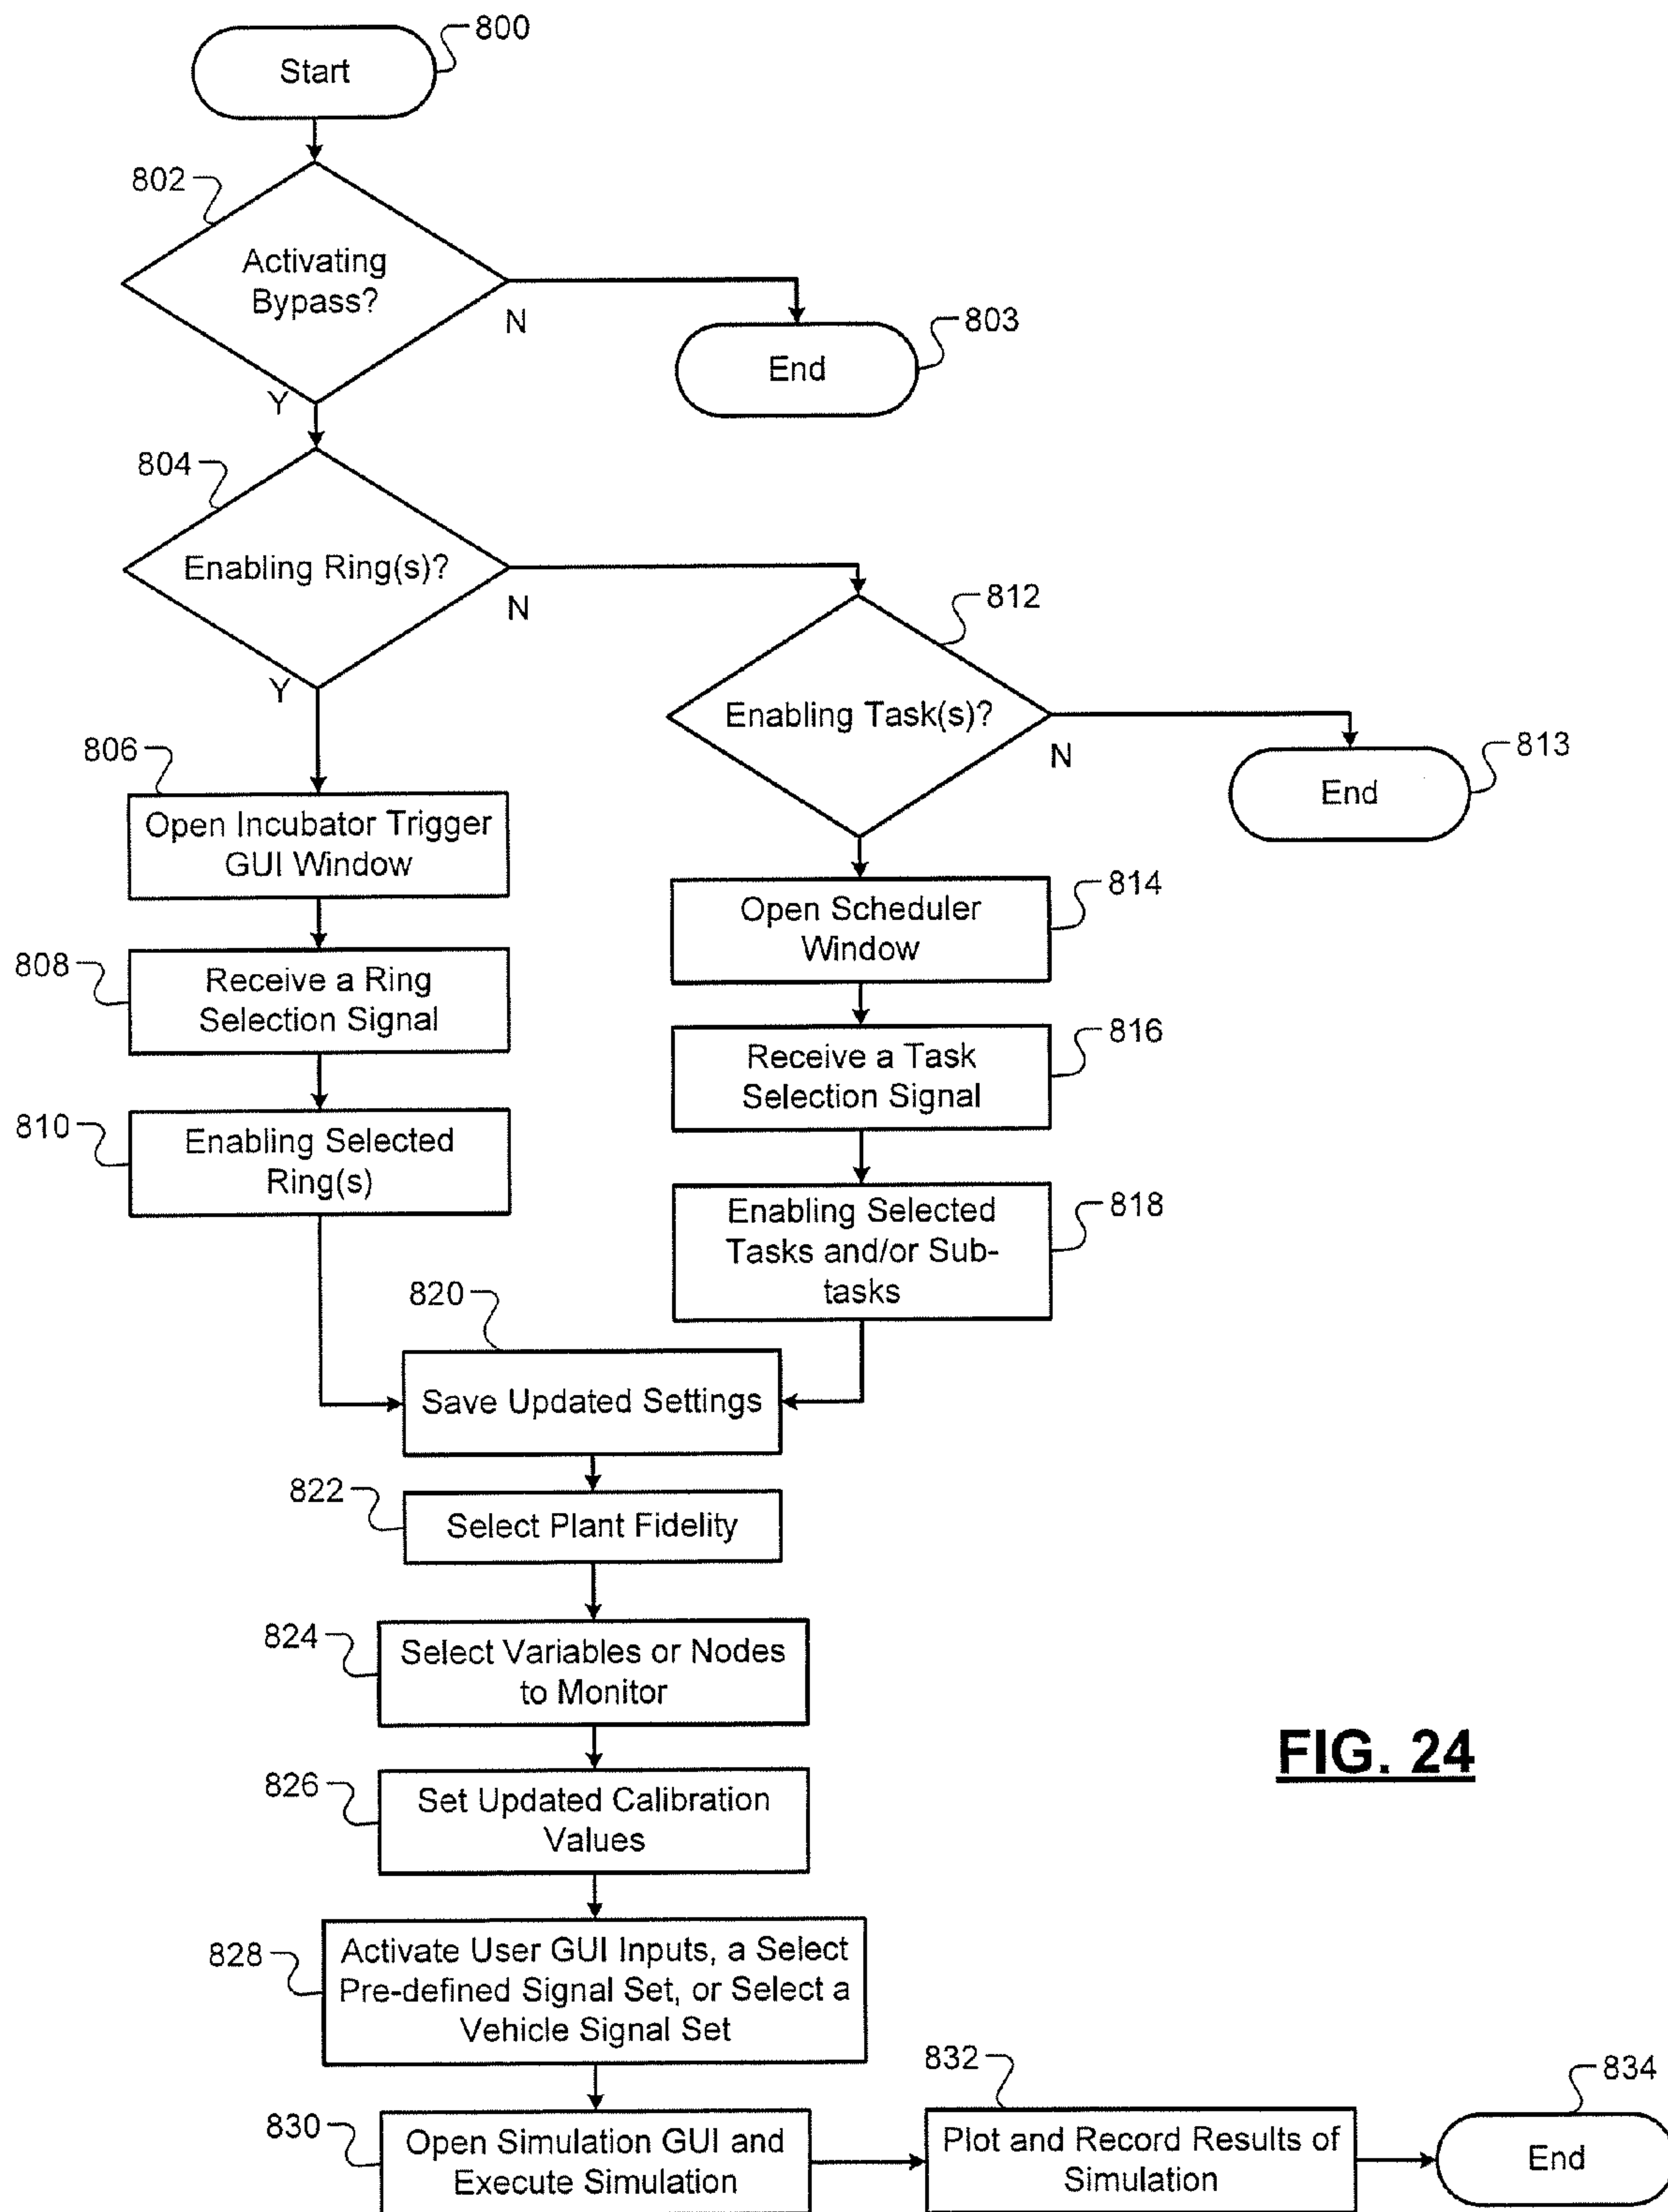 800
Start
802
Activating
Bypass?
N
803
End
Y
804
Enabling Ring(s)?
N
812
Y
Enabling Task(s)?
N
813
End
806
Open Incubator Trigger
GUI Window
814
Open Scheduler
Window
808
Receive a Ring
Selection Signal
816
Receive a Task
Selection Signal
810
Enabling Selected
Ring(s)
818
Enabling Selected
Tasks and/or Sub-
tasks
820
Save Updated Settings
822
Select Plant Fidelity
824
Select Variables or Nodes
to Monitor
FIG. 24
826
Set Updated Calibration
Values
828
Activate User GUI Inputs, a Select
Pre-defined Signal Set, or Select a
Vehicle Signal Set
830
Open Simulation GUI and
Execute Simulation
832
Plot and Record Results of
Simulation
834
End